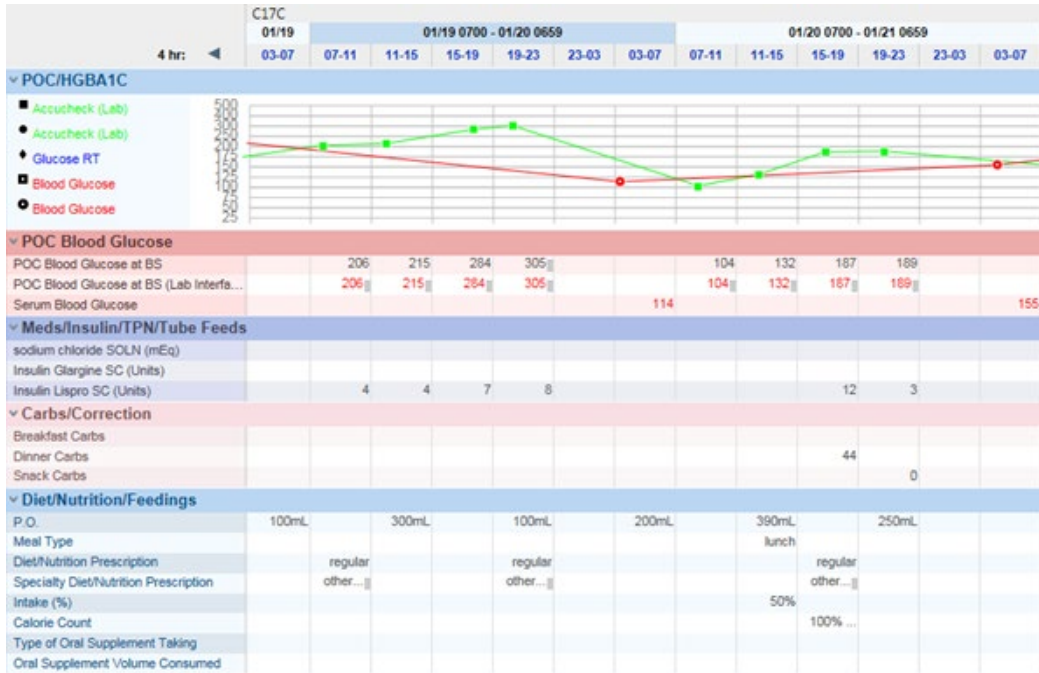 C17C
01/19 01/19 0700 - 01/20 0659 01/20 0700 - 01/21 0659
4 hr: 03-07 07-11 11-15 15-19 19-23 23-03 03-07 07-11 11-15 15-19 19-23 23-03 03-07
POC/HGBA1C
Accucheck (Lab)
Accucheck (Lab)
Glucose RT
Blood Glucose
Blood Glucose
500
400
300
250
200
175
150
125
100
75
50
25
POC Blood Glucose
POC Blood Glucose at BS 206 215 284 305 104 132 187 189
POC Blood Glucose at BS (Lab Interfa... 206 215 284 305 104 132 187 189
Serum Blood Glucose 114 155
Meds/Insulin/TPN/Tube Feeds
sodium chloride SOLN (mEq)
Insulin Glargine SC (Units)
Insulin Lispro SC (Units) 4 4 7 8 12 3
Carbs/Correction
Breakfast Carbs
Dinner Carbs 44
Snack Carbs 0
Diet/Nutrition/Feedings
P.O. 100mL 300mL 100mL 200mL 390mL 250mL
Meal Type lunch
Diet/Nutrition Prescription regular regular regular
Specialty Diet/Nutrition Prescription other... other... other...
Intake (%) 50%
Calorie Count 100% ...
Type of Oral Supplement Taking
Oral Supplement Volume Consumed